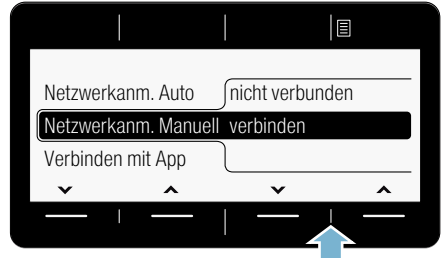 Netzwerkanm. Auto nicht verbunden
Netzwerkanm. Manuell verbinden
Verbinden mit App